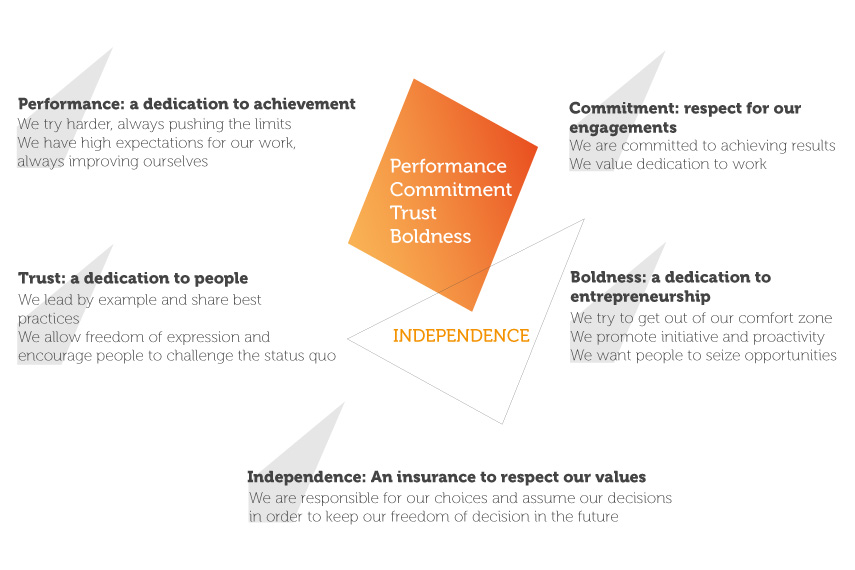 Performance: a dedication to achievement
We try harder, always pushing the limits
We have high expectations for our work,
always improving ourselves
Commitment: respect for our
engagements
We are committed to achieving results
We value dedication to work
Performance
Commitment
Trust
Boldness
Trust: a dedication to people
We lead by example and share best
practices
We allow freedom of expression and
encourage people to challenge the status quo
INDEPENDENCE
Boldness: a dedication to
entrepreneurship
We try to get out of our comfort zone
We promote initiative and proactivity
We want people to seize opportunities
Independence: An insurance to respect our values
We are responsible for our choices and assume our decisions
in order to keep our freedom of decision in the future